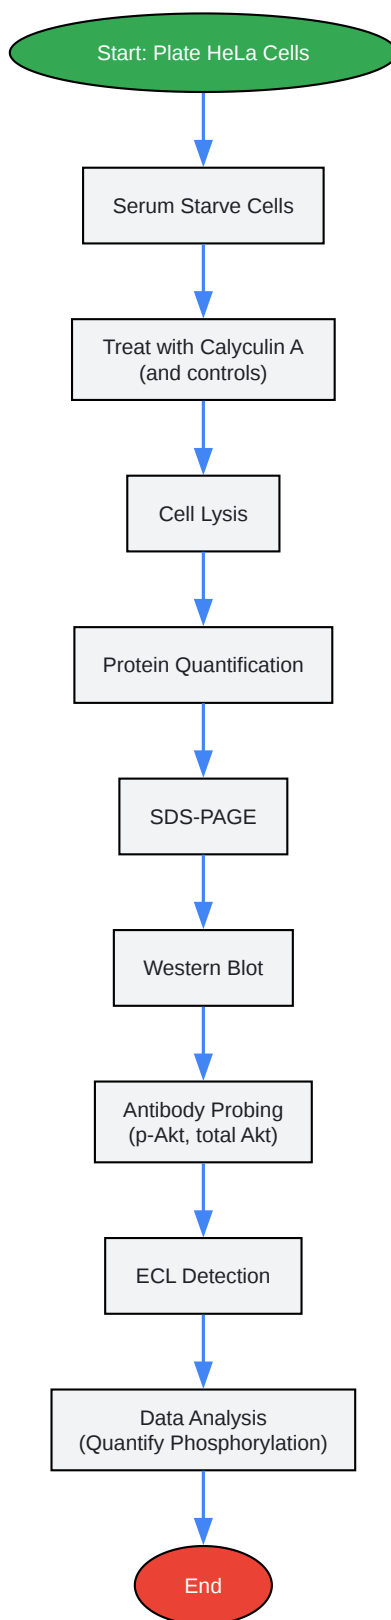 Start: Plate HeLa Cells
Serum Starve Cells
Treat with Calyculin A
(and controls)
Cell Lysis
Protein Quantification
SDS-PAGE
Western Blot
Antibody Probing
(p-Akt, total Akt)
ECL Detection
Data Analysis
(Quantify Phosphorylation)
End